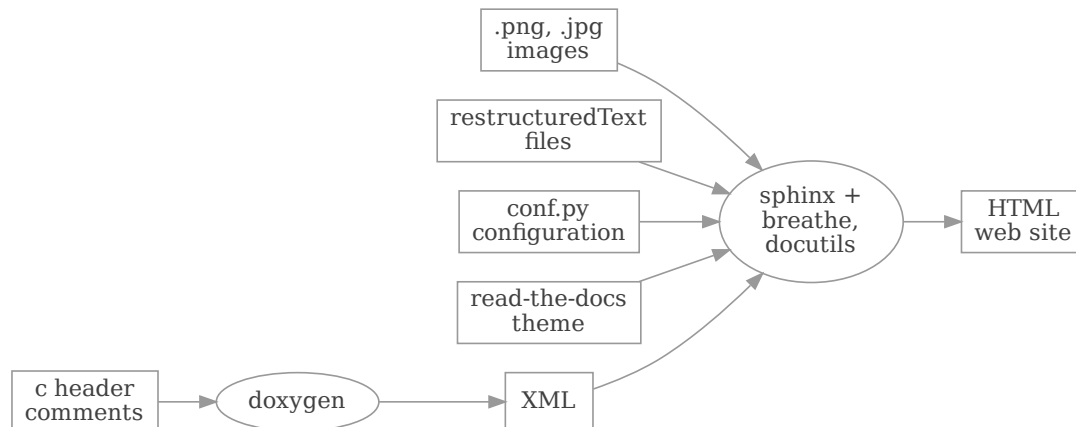 .png, .jpg
images
restructuredText
files
conf.py
configuration
read-the-docs
theme
c header
comments
doxygen
XML
sphinx +
breathe,
docutils
HTML
web site